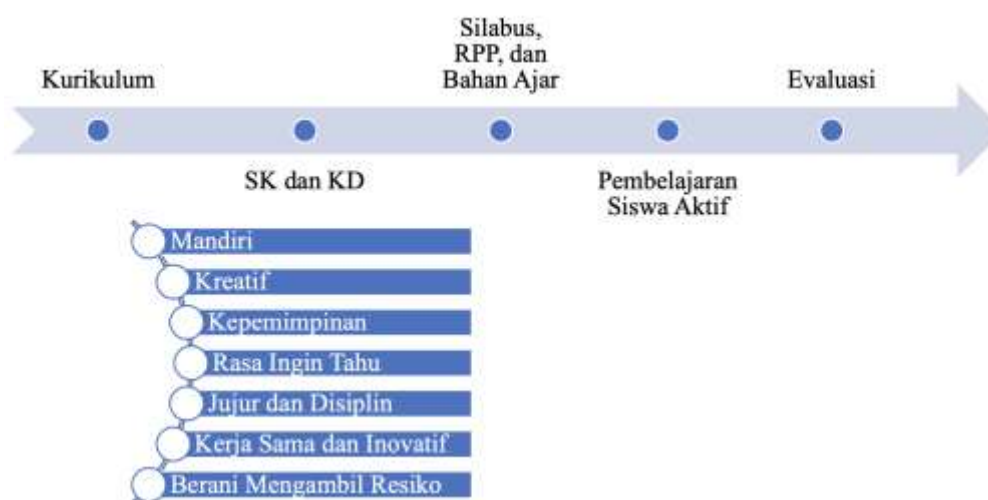 Kurikulum
SK dan KD
Silabus,
RPP, dan
Bahan Ajar
Pembelajaran
Siswa Aktif
Evaluasi
Mandiri
Kreatif
Kepemimpinan
Rasa Ingin Tahu
Jujur dan Disiplin
Kerja Sama dan Inovatif
Berani Mengambil Resiko